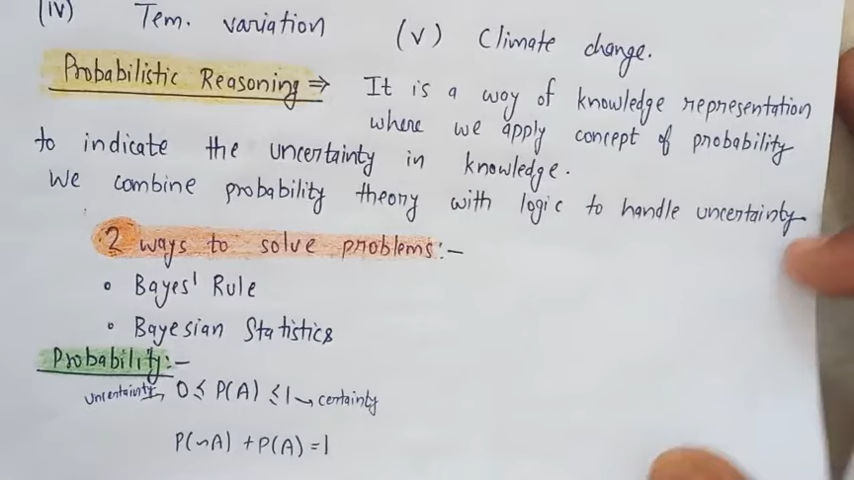 (iv) Tem. variation (v) Climate change.
Probabilistic Reasoning ⇒ It is a way of knowledge representation
where we apply concept of probability
to indicate the uncertainty in knowledge.
We combine probability theory with logic to handle uncertainty
2 ways to solve problems:-
• Bayes' Rule
• Bayesian Statistics
Probability:-
uncertainty → 0 ≤ P(A) ≤ 1 → certainty
P(¬A) + P(A) = 1